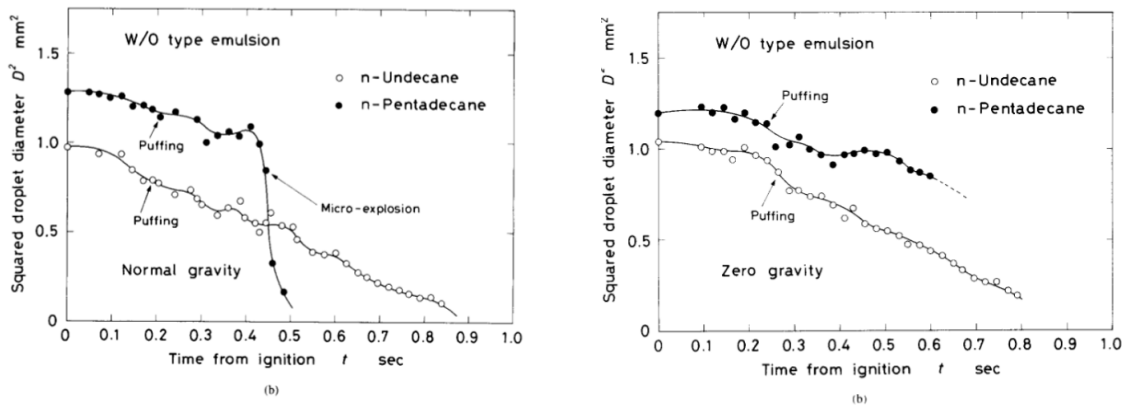 Squared droplet diameter D² mm²
1.5
1.0
0.5
0
W/O type emulsion
○ n-Undecane
● n-Pentadecane
Puffing
Puffing
Micro-explosion
Normal gravity
0 0.1 0.2 0.3 0.4 0.5 0.6 0.7 0.8 0.9 1.0
Time from ignition t sec
(b)
Squared droplet diameter D² mm²
1.5
1.0
0.5
0
W/O type emulsion
○ n-Undecane
● n-Pentadecane
Puffing
Puffing
Zero gravity
0 0.1 0.2 0.3 0.4 0.5 0.6 0.7 0.8 0.9 1.0
Time from ignition t sec
(b)